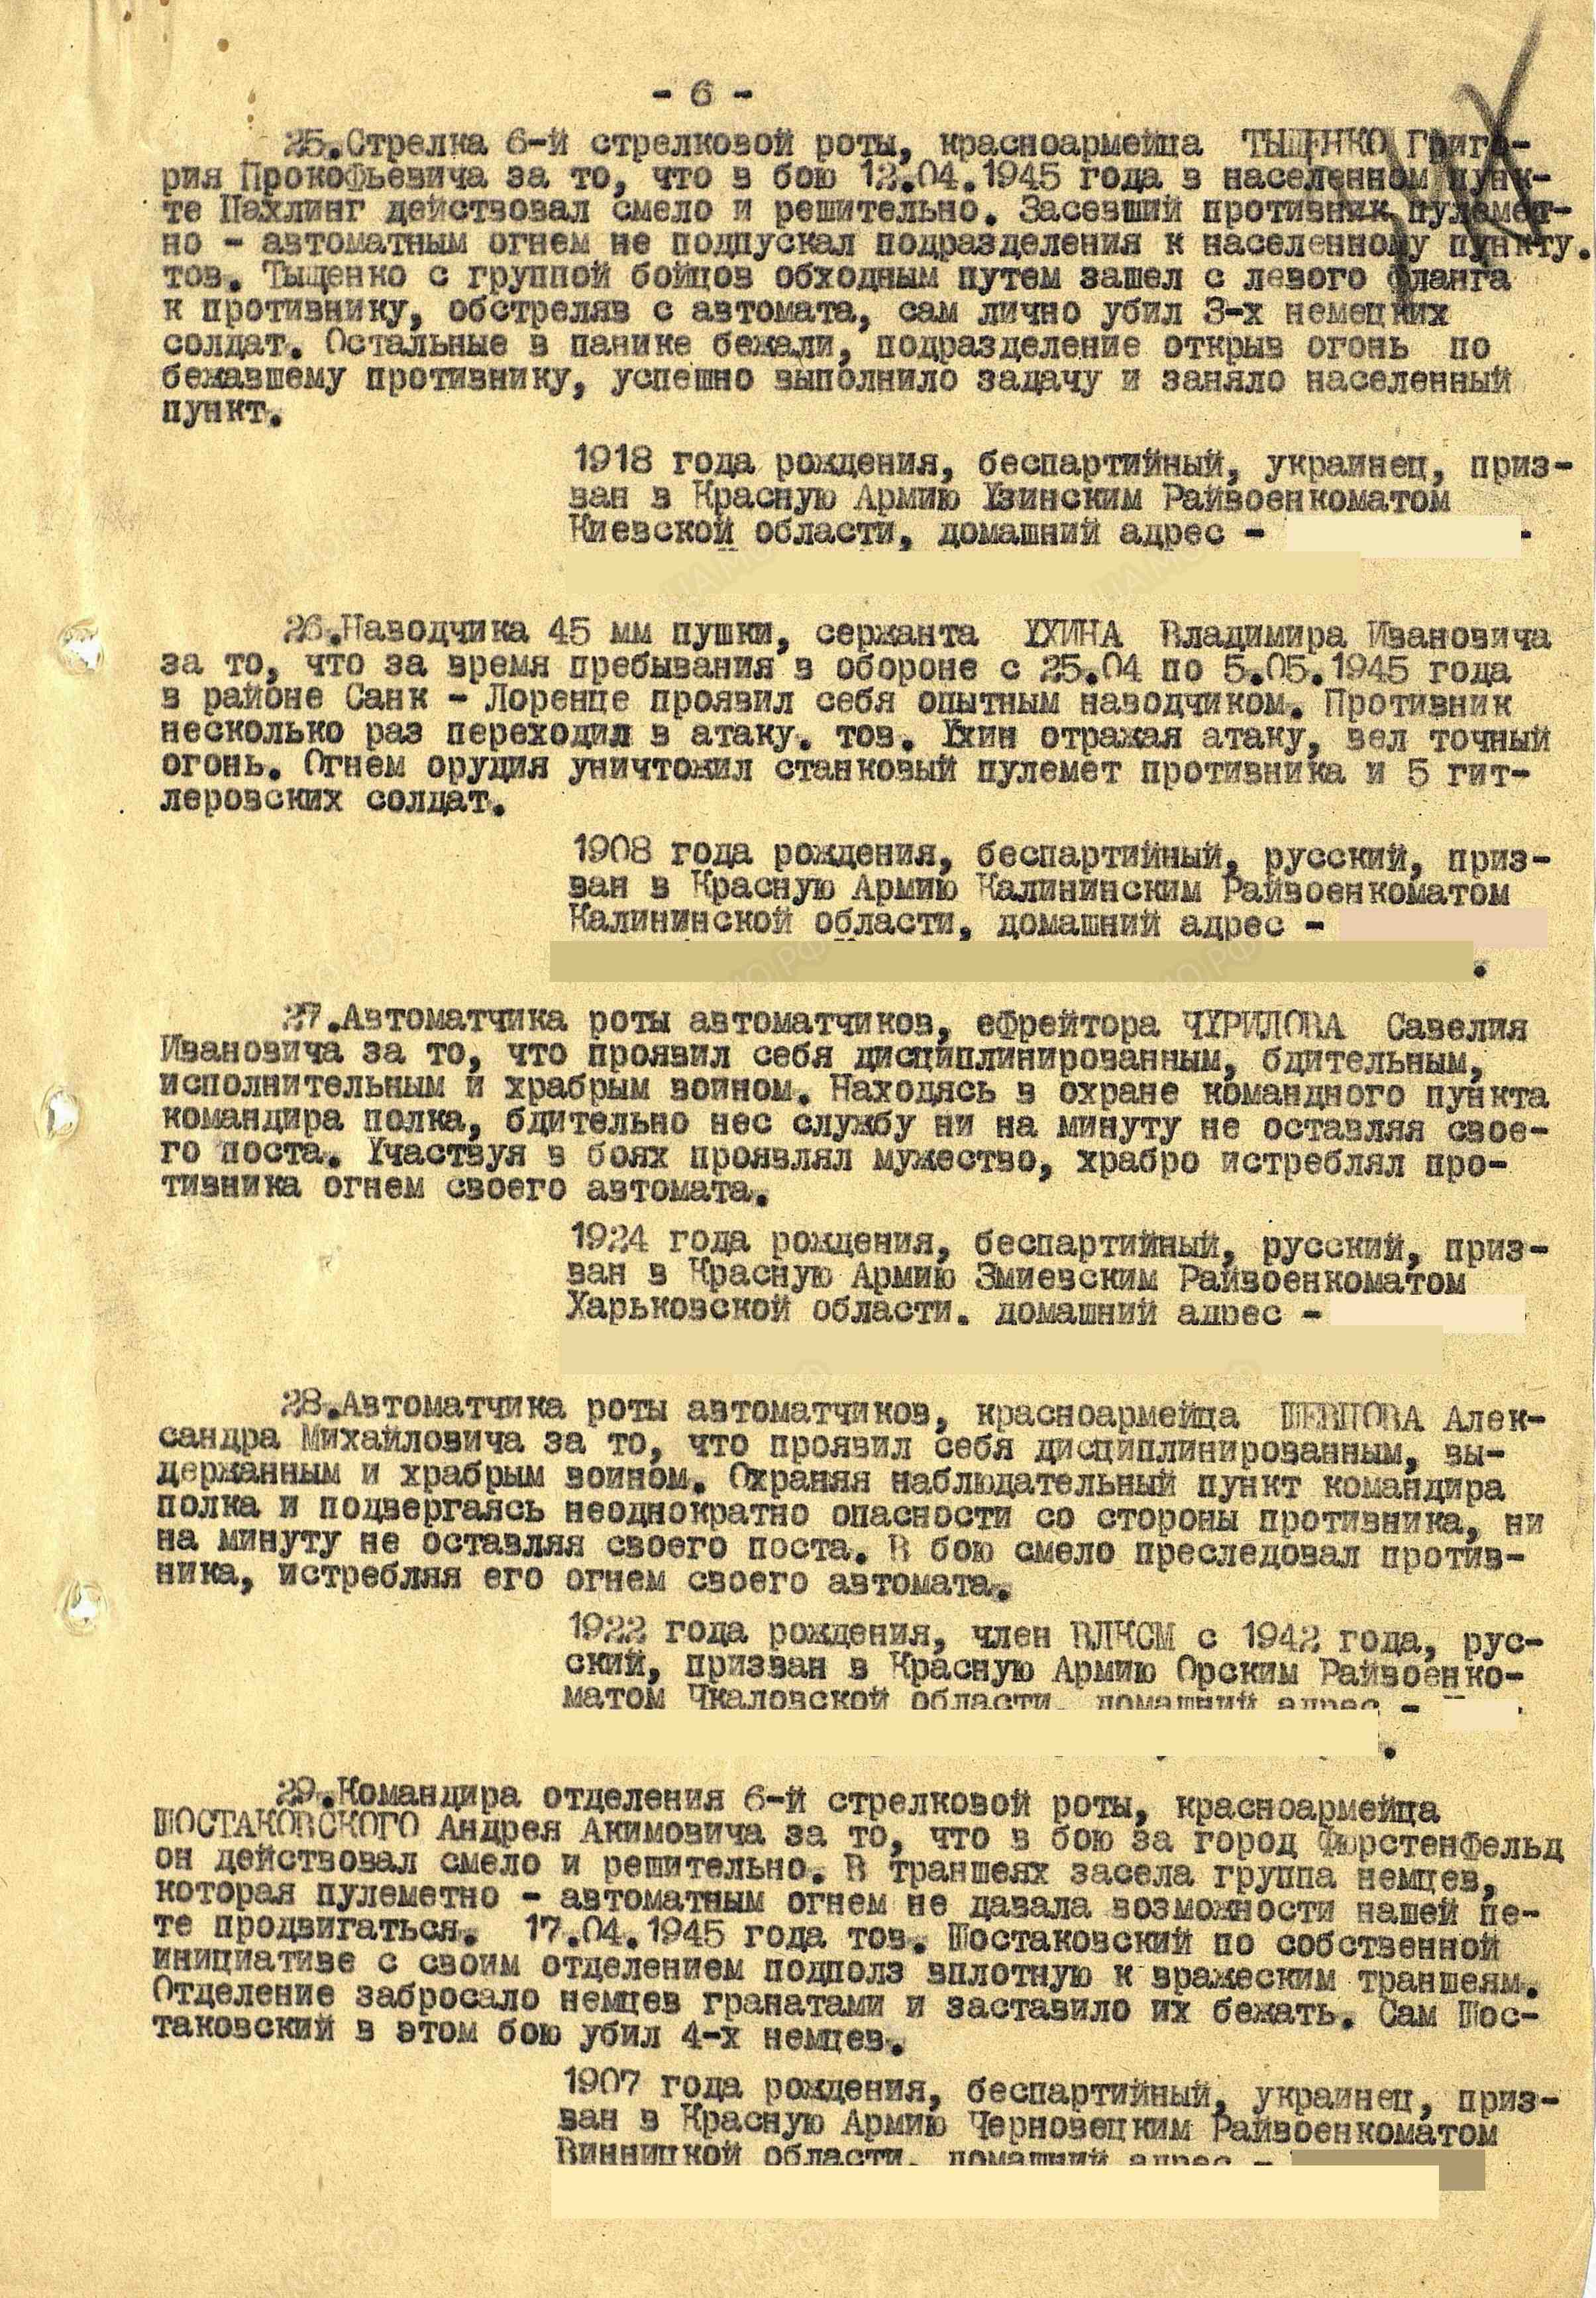 - 6 -
25.Стрелка 6-й стрелковой роты, красноармейца ТЫЩЕНКО Григо-
рия Прокофьевича за то, что в бою 12.04.1945 года в населенном пунк-
те Пахлинг действовал смело и решительно. Засевший противник пулемет-
но - автоматным огнем не подпускал подразделения к населенному пункту.
тов. Тыщенко с группой бойцов обходным путем зашел с левого фланга
к противнику, обстреляв с автомата, сам лично убил 3-х немецких
солдат. Остальные в панике бежали, подразделение открыв огонь по
бежавшему противнику, успешно выполнило задачу и заняло населенный
пункт.
1918 года рождения, беспартийный, украинец, приз-
ван в Красную Армию Узинским Райвоенкоматом
Киевской области, домашний адрес -
26.Наводчика 45 мм пушки, сержанта УХИНА Владимира Ивановича
за то, что за время пребывания в обороне с 25.04 по 5.05.1945 года
в районе Санк - Лоренце проявил себя опытным наводчиком. Противник
несколько раз переходил в атаку. тов. Ухин отражая атаку, вел точный
огонь. Огнем орудия уничтожил станковый пулемет противника и 5 гит-
леровских солдат.
1908 года рождения, беспартийный, русский, приз-
ван в Красную Армию Калининским Райвоенкоматом
Калининской области, домашний адрес -
27.Автоматчика роты автоматчиков, ефрейтора ЧУРИЛОВА Савелия
Ивановича за то, что проявил себя дисциплинированным, бдительным,
исполнительным и храбрым воином. Находясь в охране командного пункта
командира полка, бдительно нес службу ни на минуту не оставляя свое-
го поста. Участвуя в боях проявлял мужество, храбро истреблял про-
тивника огнем своего автомата.
1924 года рождения, беспартийный, русский, приз-
ван в Красную Армию Змиевским Райвоенкоматом
Харьковской области. домашний адрес -
28.Автоматчика роты автоматчиков, красноармейца ШЕВЦОВА Алек-
сандра Михайловича за то, что проявил себя дисциплинированным, вы-
держанным и храбрым воином. Охраняя наблюдательный пункт командира
полка и подвергаясь неоднократно опасности со стороны противника, ни
на минуту не оставляя своего поста. В бою смело преследовал против-
ника, истребляя его огнем своего автомата.
1922 года рождения, член ВЛКСМ с 1942 года, рус-
ский, призван в Красную Армию Орским Райвоенко-
матом Чкаловской области, домашний адрес -
29.Командира отделения 6-й стрелковой роты, красноармейца
ШОСТАКОВСКОГО Андрея Акимовича за то, что в бою за город Фюрстенфельд
он действовал смело и решительно. В траншеях засела группа немцев,
которая пулеметно - автоматным огнем не давала возможности нашей пе-
те продвигаться. 17.04.1945 года тов. Шостаковский по собственной
инициативе с своим отделением подполз вплотную к вражеским траншеям.
Отделение забросало немцев гранатами и заставило их бежать. Сам Шос-
таковский в этом бою убил 4-х немцев.
1907 года рождения, беспартийный, украинец, приз-
ван в Красную Армию Черновецким Райвоенкоматом
Винницкой области, домашний адрес -